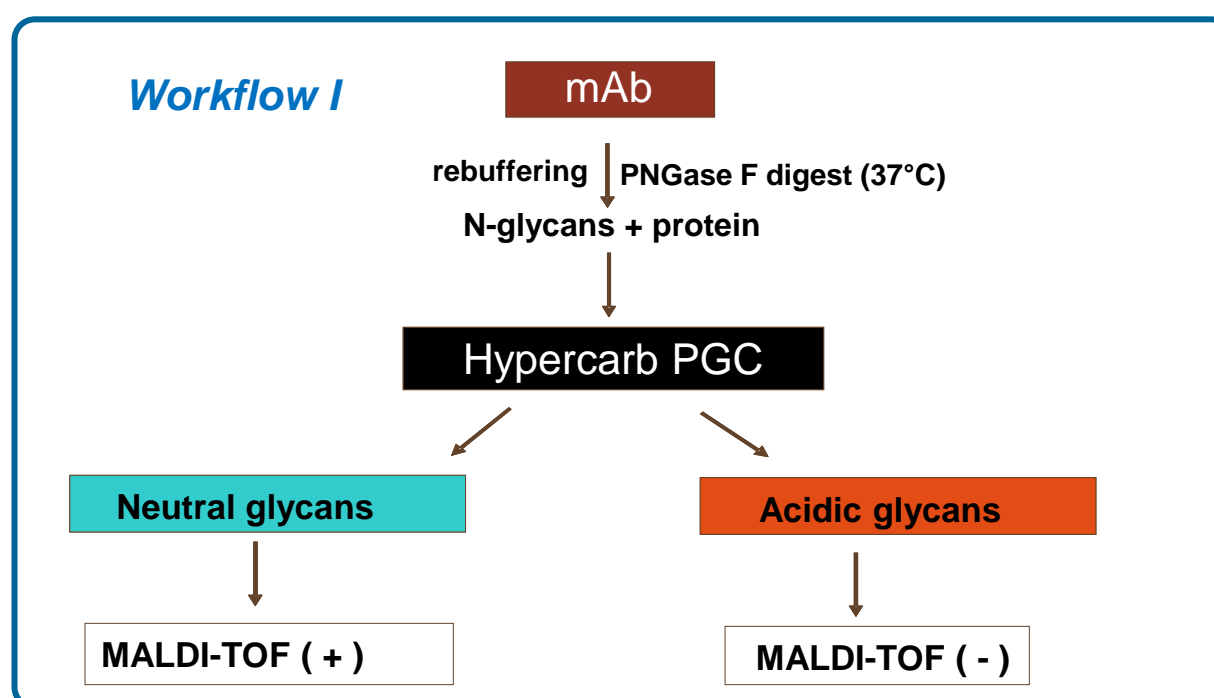 Workflow I
mAb
rebuffering
PNGase F digest (37°C)
N-glycans + protein
Hypercarb PGC
Neutral glycans
Acidic glycans
MALDI-TOF ( + )
MALDI-TOF ( - )